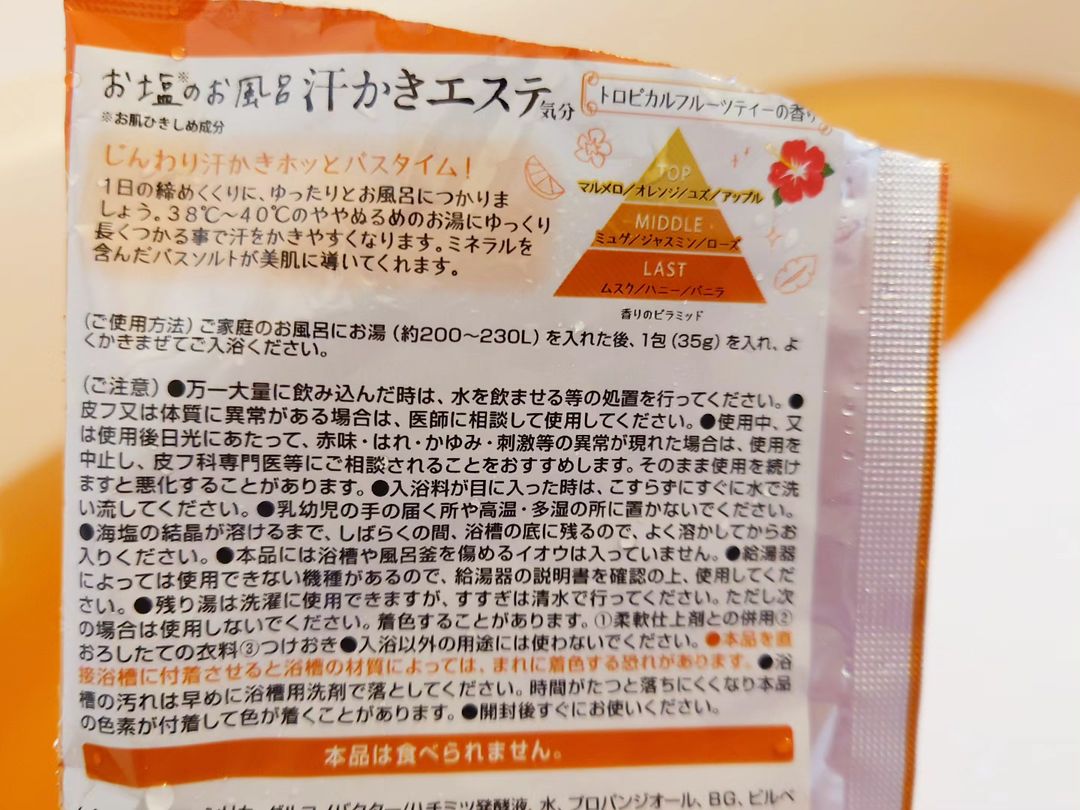 お塩※のお風呂 汗かきエステ気分
トロピカルフルーツティーの香り
※お肌ひきしめ成分
じんわり汗かきホッとバスタイム!
1日の締めくくりに、ゆったりとお風呂につかりま
しょう。38℃～40℃のややぬるめのお湯にゆっくり
長くつかる事で汗をかきやすくなります。ミネラルを
含んだバスソルトが美肌に導いてくれます。
TOP
マルメロ/オレンジ/ユズ/アップル
MIDDLE
ミュゲ/ジャスミン/ローズ
LAST
ムスク/ハニー/バニラ
香りのピラミッド
(ご使用方法)ご家庭のお風呂にお湯(約200～230L)を入れた後、1包(35g)を入れ、よ
くかきまぜてご入浴ください。
(ご注意)●万一大量に飲み込んだ時は、水を飲ませる等の処置を行ってください。●
皮フ又は体質に異常がある場合は、医師に相談して使用してください。●使用中、又
は使用後日光にあたって、赤味・はれ・かゆみ・刺激等の異常が現れた場合は、使用を
中止し、皮フ科専門医等にご相談されることをおすすめします。そのまま使用を続け
ますと悪化することがあります。●入浴料が目に入った時は、こすらずにすぐに水で洗
い流してください。●乳幼児の手の届く所や高温・多湿の所に置かないでください。
●海塩の結晶が溶けるまで、しばらくの間、浴槽の底に残るので、よく溶かしてからお
入りください。●本品には浴槽や風呂釜を傷めるイオウは入っていません。●給湯器
によっては使用できない機種があるので、給湯器の説明書を確認の上、使用してくだ
さい。●残り湯は洗濯に使用できますが、すすぎは清水で行ってください。ただし次
の場合は使用しないでください。着色することがあります。①柔軟仕上剤との併用②
おろしたての衣料③つけおき●入浴以外の用途には使わないでください。●本品を直
接浴槽に付着させると浴槽の材質によっては、まれに着色する恐れがあります。●浴
槽の汚れは早めに浴槽用洗剤で落としてください。時間がたつと落ちにくくなり本品
の色素が付着して色が着くことがあります。●開封後すぐにお使いください。
本品は食べられません。
ハチミツ発酵液、水、プロパンジオール、BG、ビルベ